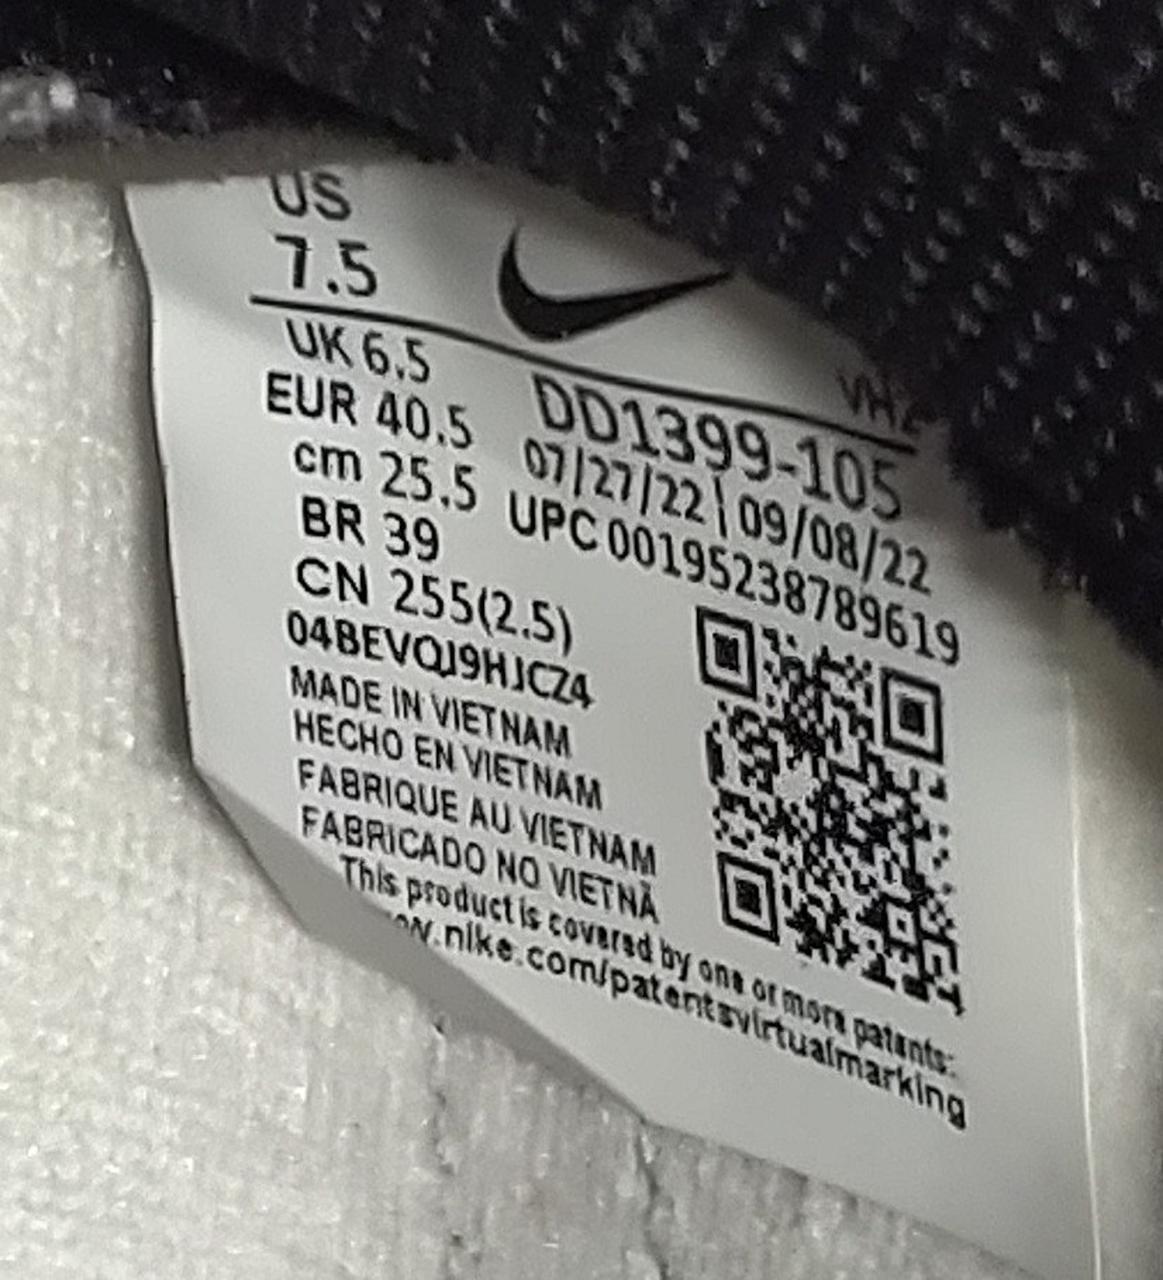 US
7.5
VH2
UK 6.5
EUR 40.5
cm 25.5
BR 39
CN 255(2.5)
DD1399-105
07/27/22 | 09/08/22
UPC 00195238789619
04BEVQJ9HJCZ4
MADE IN VIETNAM
HECHO EN VIETNAM
FABRIQUE AU VIETNAM
FABRICADO NO VIETNÃ
This product is covered by one or more patents:
w.nike.com/patentsvirtualmarking